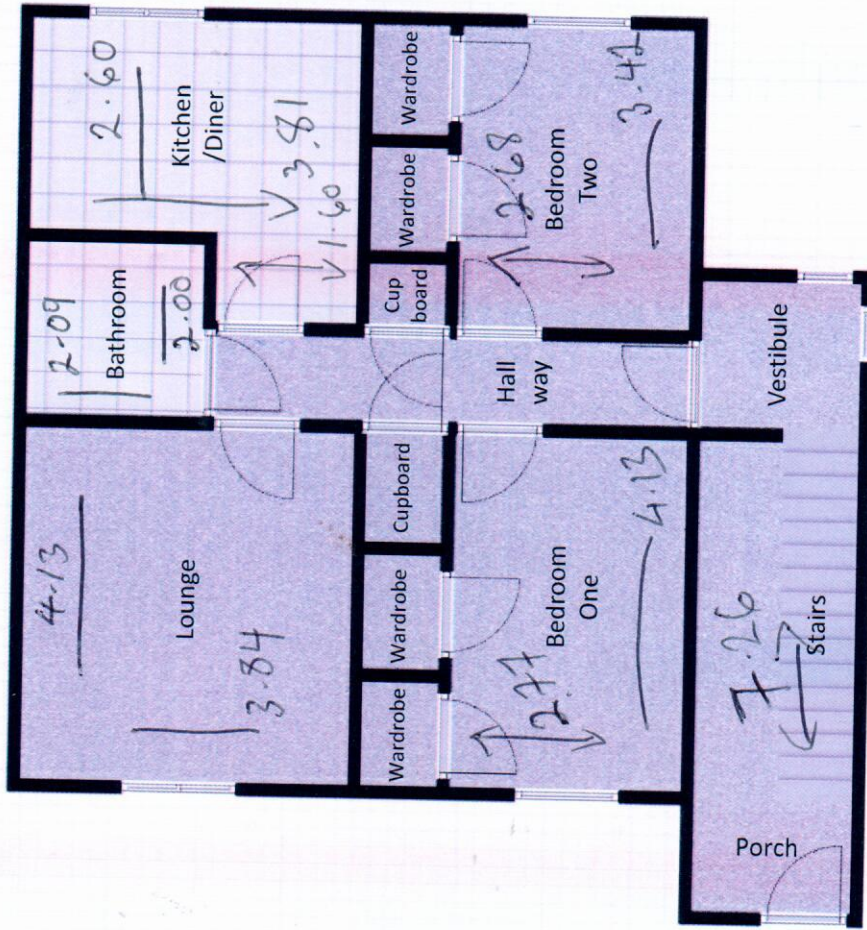 2.60
Kitchen
/Diner
3.81
1.60
2.09
Bathroom
2.00
4.13
Lounge
3.84
Wardrobe
Wardrobe
Cup
board
Cupboard
Wardrobe
Wardrobe
3.42
2.68
Bedroom
Two
Hall
way
4.13
Bedroom
One
2.77
Vestibule
7.26
Stairs
Porch